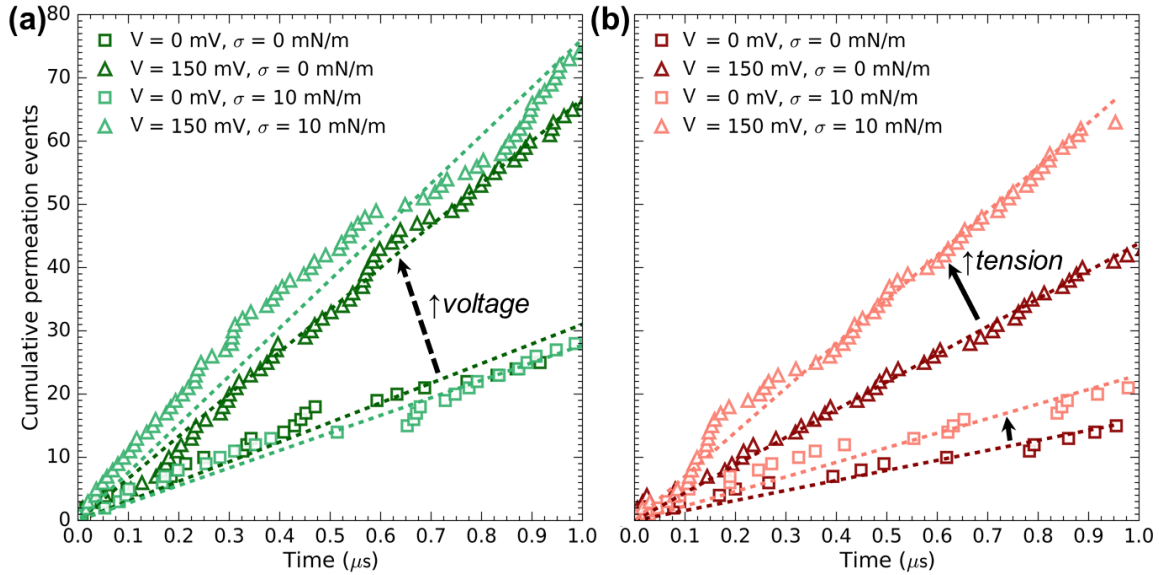 (a)
V = 0 mV, σ = 0 mN/m
V = 150 mV, σ = 0 mN/m
V = 0 mV, σ = 10 mN/m
V = 150 mV, σ = 10 mN/m
↑voltage
Cumulative permeation events
80
70
60
50
40
30
20
10
0
0.0 0.1 0.2 0.3 0.4 0.5 0.6 0.7 0.8 0.9 1.0
Time (μs)
(b)
V = 0 mV, σ = 0 mN/m
V = 150 mV, σ = 0 mN/m
V = 0 mV, σ = 10 mN/m
V = 150 mV, σ = 10 mN/m
↑tension
0.0 0.1 0.2 0.3 0.4 0.5 0.6 0.7 0.8 0.9 1.0
Time (μs)